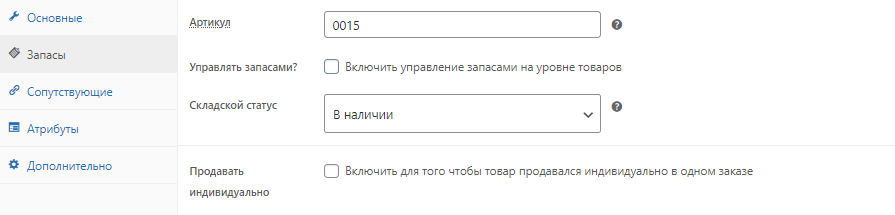 Основные
Запасы
Сопутствующие
Атрибуты
Дополнительно
Артикул
0015
Управлять запасами?
Включить управление запасами на уровне товаров
Складской статус
В наличии
Продавать
индивидуально
Включить для того чтобы товар продавался индивидуально в одном заказе